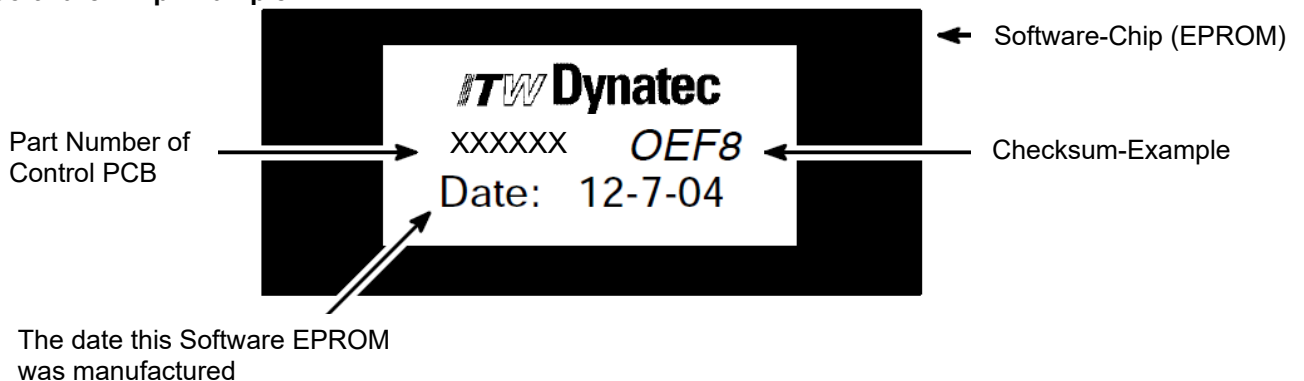 Software-Chip (EPROM)
ITW Dynatec
Part Number of
Control PCB
XXXXXX OEF8
Checksum-Example
Date: 12-7-04
The date this Software EPROM
was manufactured